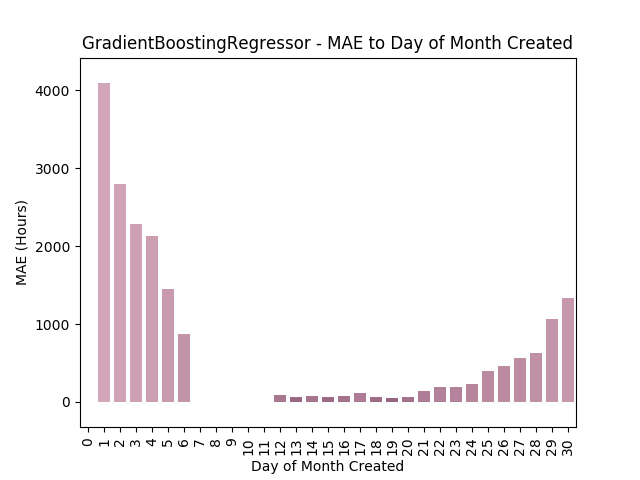 GradientBoostingRegressor - MAE to Day of Month Created
MAE (Hours)
4000
3000
2000
1000
0
0 1 2 3 4 5 6 7 8 9 10 11 12 13 14 15 16 17 18 19 20 21 22 23 24 25 26 27 28 29 30
Day of Month Created